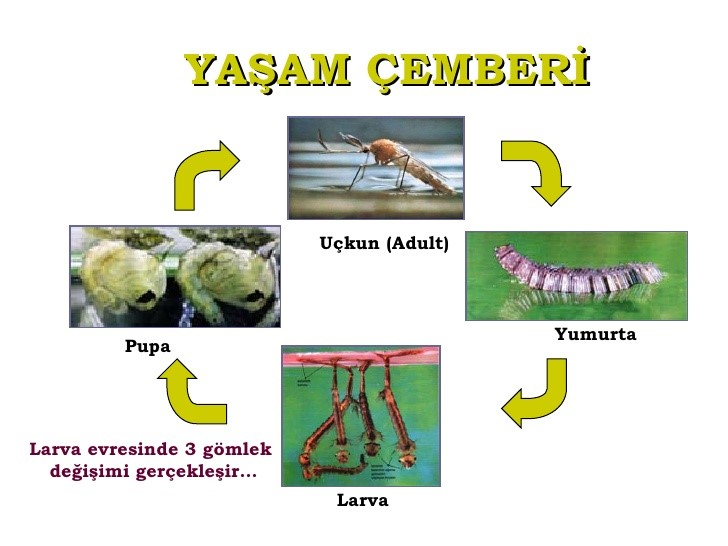 YAŞAM ÇEMBERİ
Uçkun (Adult)
Yumurta
Pupa
Larva evresinde 3 gömlek
değişimi gerçekleşir...
Larva